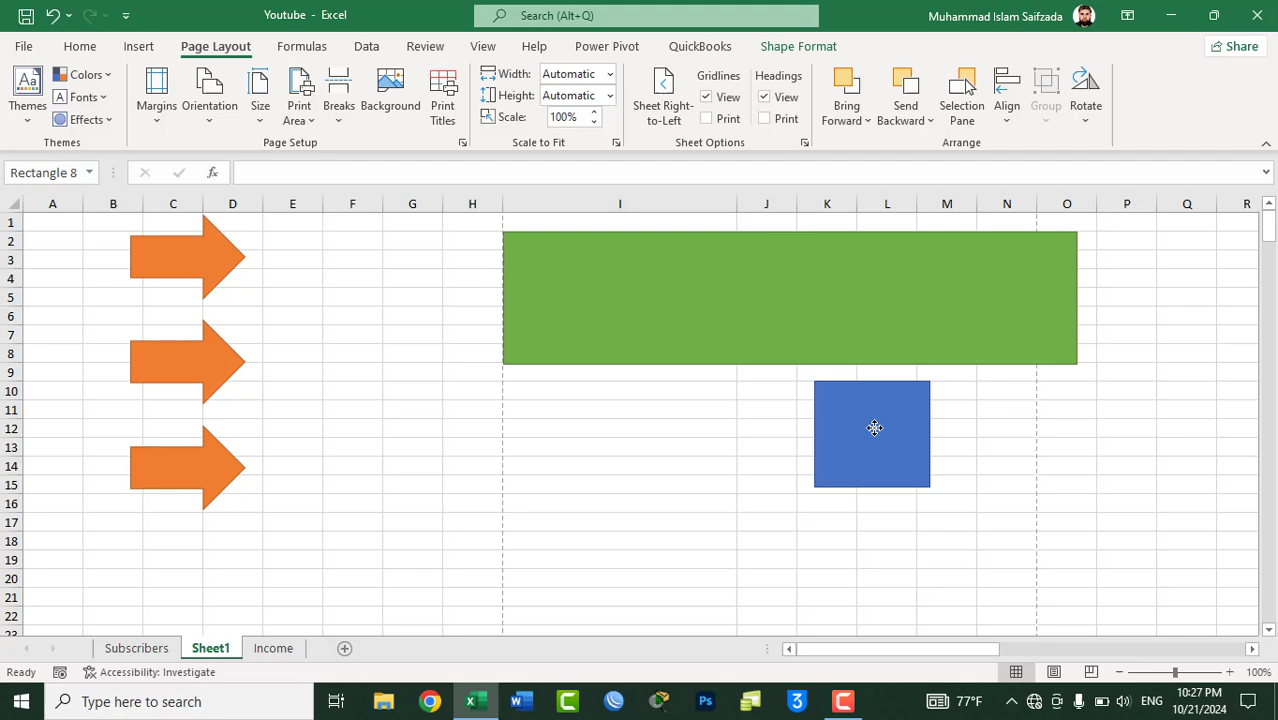 Youtube - Excel
Search (Alt+Q)
Muhammad Islam Saifzada
File Home Insert Page Layout Formulas Data Review View Help Power Pivot QuickBooks Shape Format Share
Themes
Colors
Fonts
Effects
Margins
Orientation
Size
Print Area
Breaks
Background
Print Titles
Width: Automatic
Height: Automatic
Scale: 100%
Sheet Right-to-Left
Gridlines
View
Print
Headings
View
Print
Bring Forward
Send Backward
Selection Pane
Align
Group
Rotate
Themes Page Setup Scale to Fit Sheet Options Arrange
Rectangle 8
fx
A B C D E F G H I J K L M N O P Q R
1
2
3
4
5
6
7
8
9
10
11
12
13
14
15
16
17
18
19
20
21
22
23
Subscribers Sheet1 Income
Ready Accessibility: Investigate 100%
Type here to search
Ps
3
77°F
ENG
10:27 PM
10/21/2024